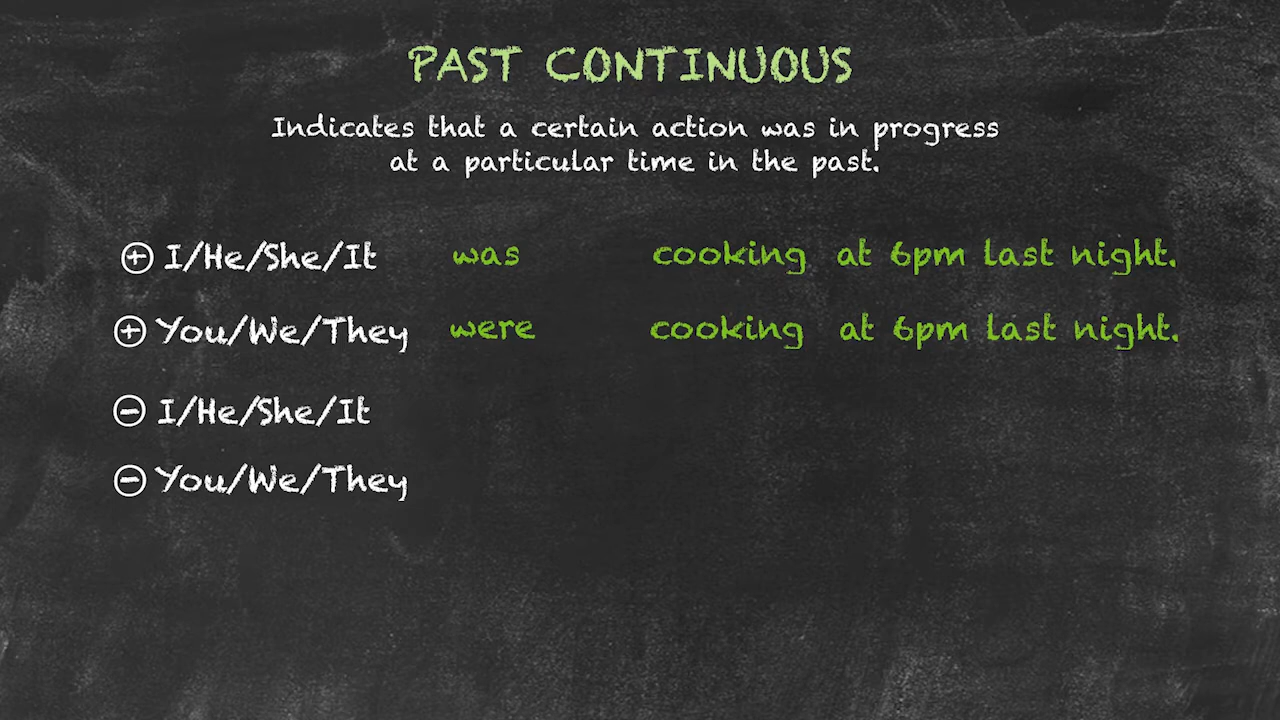 PAST CONTINUOUS
Indicates that a certain action was in progress
at a particular time in the past.
⊕ I/He/She/It was cooking at 6pm last night.
⊕ You/We/They were cooking at 6pm last night.
⊖ I/He/She/It
⊖ You/We/They